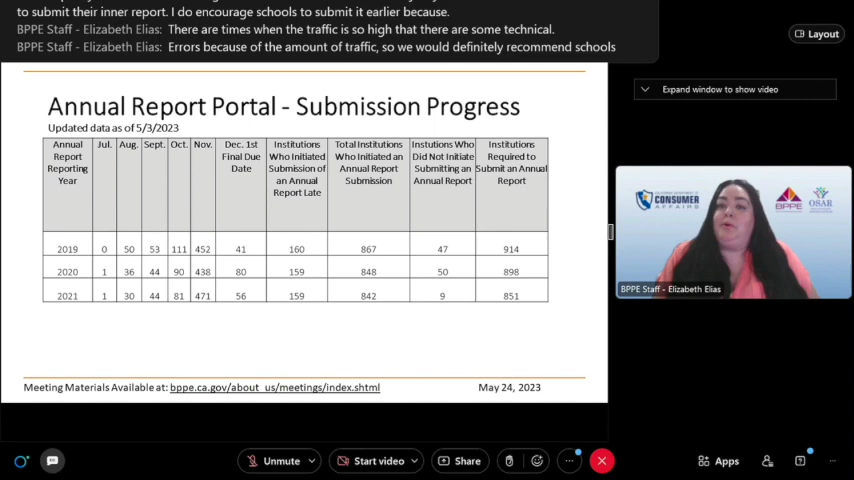 to submit their inner report. I do encourage schools to submit it earlier because.
BPPE Staff - Elizabeth Elias: There are times when the traffic is so high that there are some technical.
BPPE Staff - Elizabeth Elias: Errors because of the amount of traffic, so we would definitely recommend schools
Layout
Expand window to show video
Annual Report Portal - Submission Progress
Updated data as of 5/3/2023
Annual Report Reporting Year Jul. Aug. Sept. Oct. Nov. Dec. 1st Final Due Date Institutions Who Initiated Submission of an Annual Report Late Total Institutions Who Initiated an Annual Report Submission Instutions Who Did Not Initiate Submitting an Annual Report Institutions Required to Submit an Annual Report
2019 0 50 53 111 452 41 160 867 47 914
2020 1 36 44 90 438 80 159 848 50 898
2021 1 30 44 81 471 56 159 842 9 851
CONSUMER
AFFAIRS
BPPE
OSAR
BPPE Staff - Elizabeth Elias
Meeting Materials Available at: bppe.ca.gov/about_us/meetings/index.shtml May 24, 2023
Unmute
Start video
Share
Apps